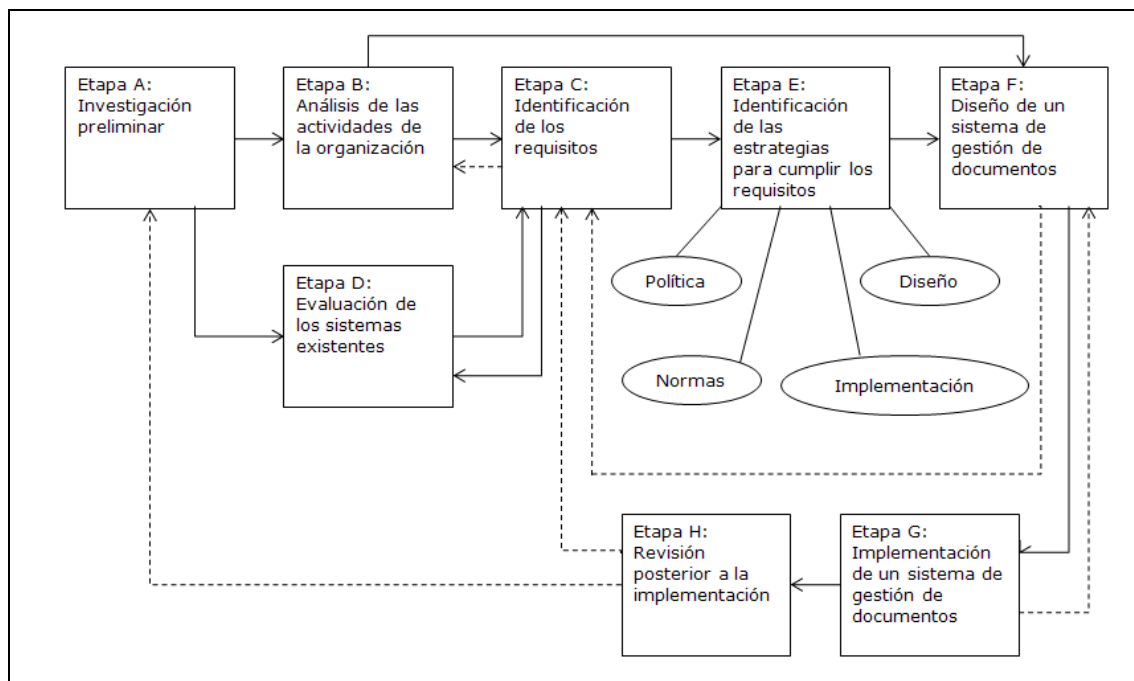 Etapa A:
Investigación
preliminar
Etapa B:
Análisis de las
actividades de
la organización
Etapa C:
Identificación
de los
requisitos
Etapa E:
Identificación
de las
estrategias
para cumplir los
requisitos
Etapa F:
Diseño de un
sistema de
gestión de
documentos
Etapa D:
Evaluación de
los sistemas
existentes
Política
Diseño
Normas
Implementación
Etapa H:
Revisión
posterior a la
implementación
Etapa G:
Implementación
de un sistema de
gestión de
documentos